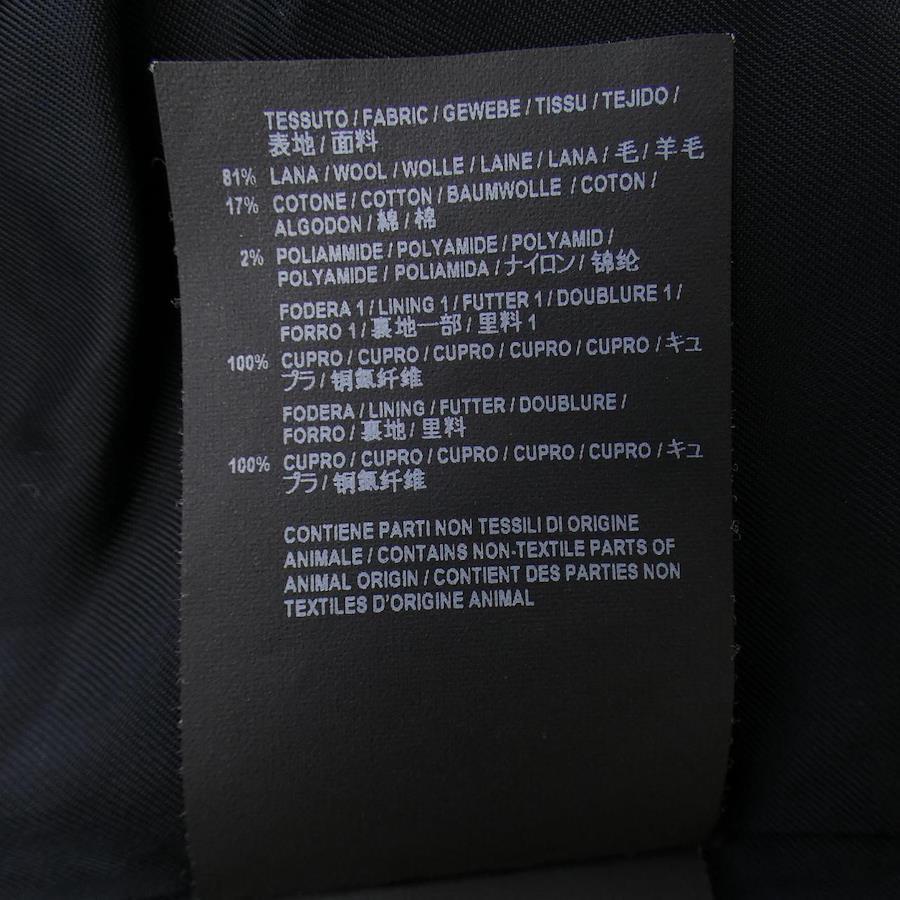 TESSUTO / FABRIC / GEWEBE / TISSU / TEJIDO /
表地 / 面料
81% LANA / WOOL / WOLLE / LAINE / LANA / 毛 / 羊毛
17% COTONE / COTTON / BAUMWOLLE / COTON /
ALGODON / 綿 / 棉
2% POLIAMMIDE / POLYAMIDE / POLYAMID /
POLYAMIDE / POLIAMIDA / ナイロン / 锦纶
FODERA 1 / LINING 1 / FUTTER 1 / DOUBLURE 1 /
FORRO 1 / 裏地一部 / 里料 1
100% CUPRO / CUPRO / CUPRO / CUPRO / CUPRO / キュ
プラ / 铜氨纤维
FODERA / LINING / FUTTER / DOUBLURE /
FORRO / 裏地 / 里料
100% CUPRO / CUPRO / CUPRO / CUPRO / CUPRO / キュ
プラ / 铜氨纤维
CONTIENE PARTI NON TESSILI DI ORIGINE
ANIMALE / CONTAINS NON-TEXTILE PARTS OF
ANIMAL ORIGIN / CONTIENT DES PARTIES NON
TEXTILES D'ORIGINE ANIMAL